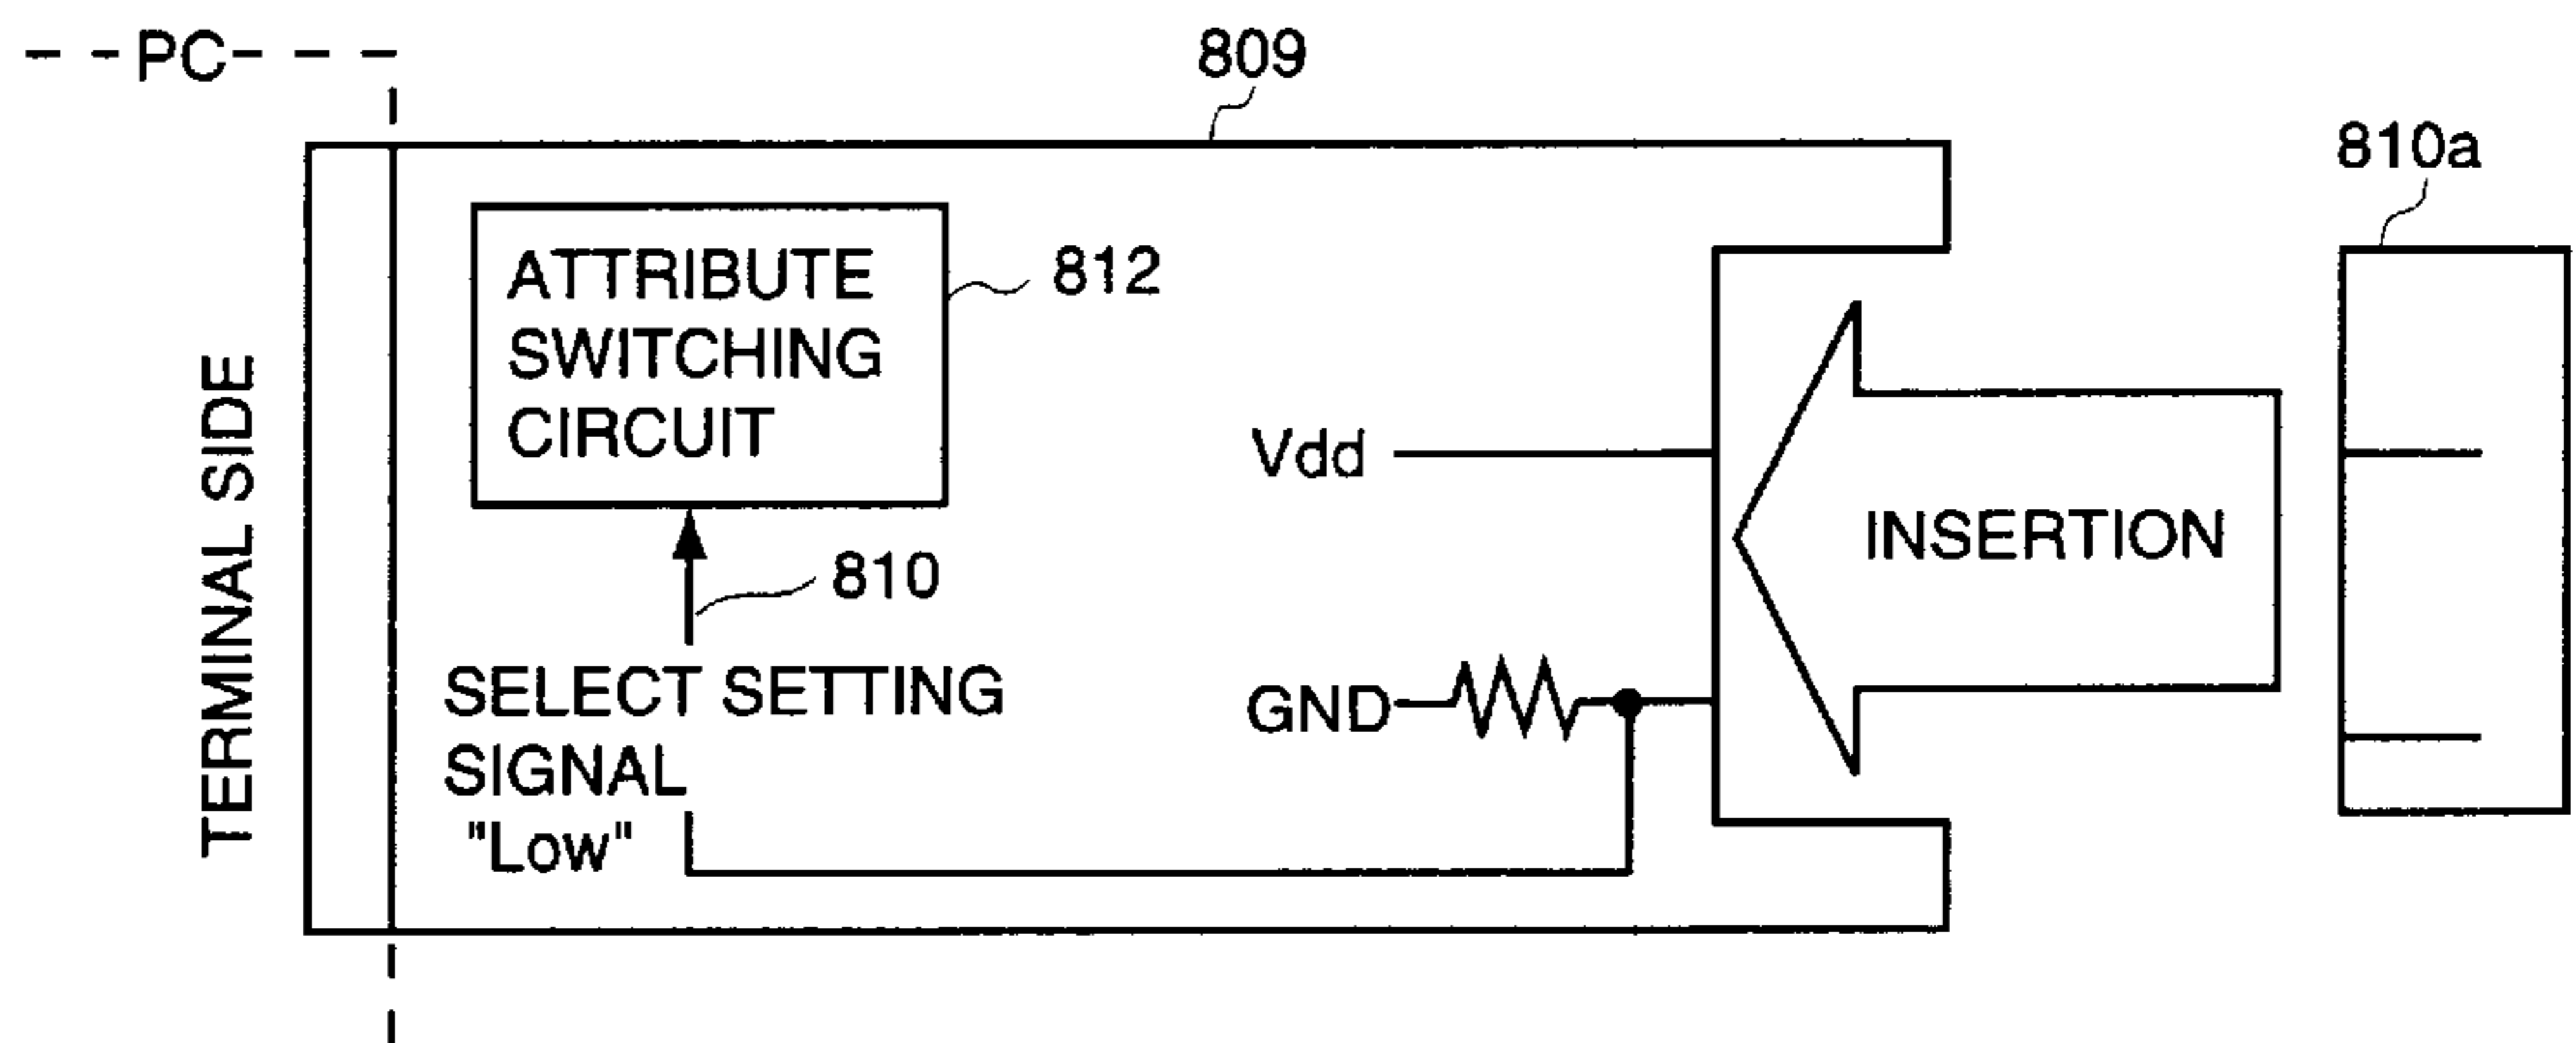 PC
809
810a
ATTRIBUTE
SWITCHING
CIRCUIT
812
TERMINAL SIDE
Vdd
INSERTION
810
SELECT SETTING
SIGNAL
"Low"
GND